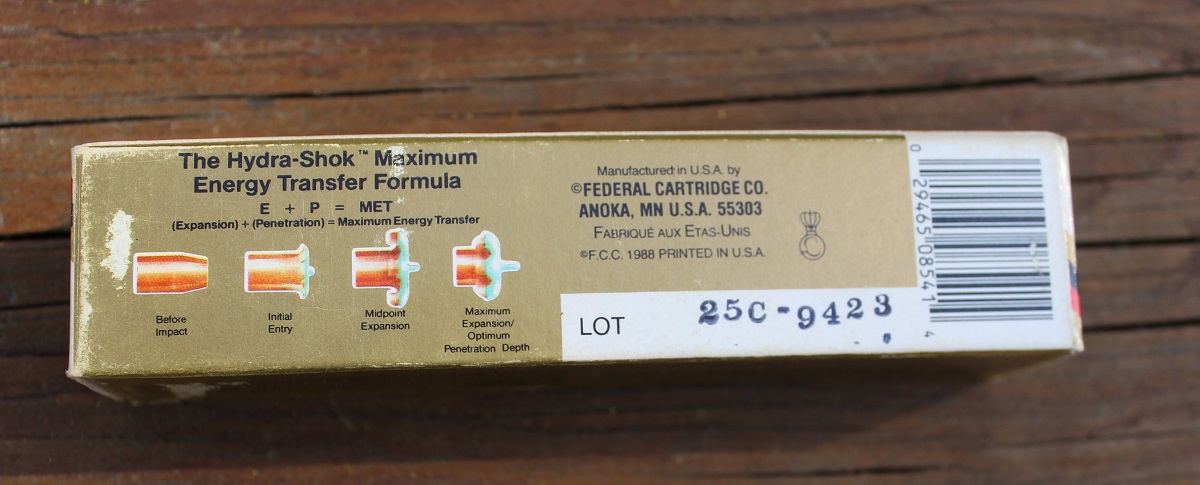 The Hydra-Shok™ Maximum
Energy Transfer Formula
E + P = MET
(Expansion) + (Penetration) = Maximum Energy Transfer
Before
Impact
Initial
Entry
Midpoint
Expansion
Maximum
Expansion/
Optimum
Penetration Depth
Manufactured in U.S.A. by
©FEDERAL CARTRIDGE CO.
ANOKA, MN U.S.A. 55303
FABRIQUÉ AUX ETAS-UNIS
©F.C.C. 1988 PRINTED IN U.S.A.
LOT 25C-9423
0 29465 08541 4